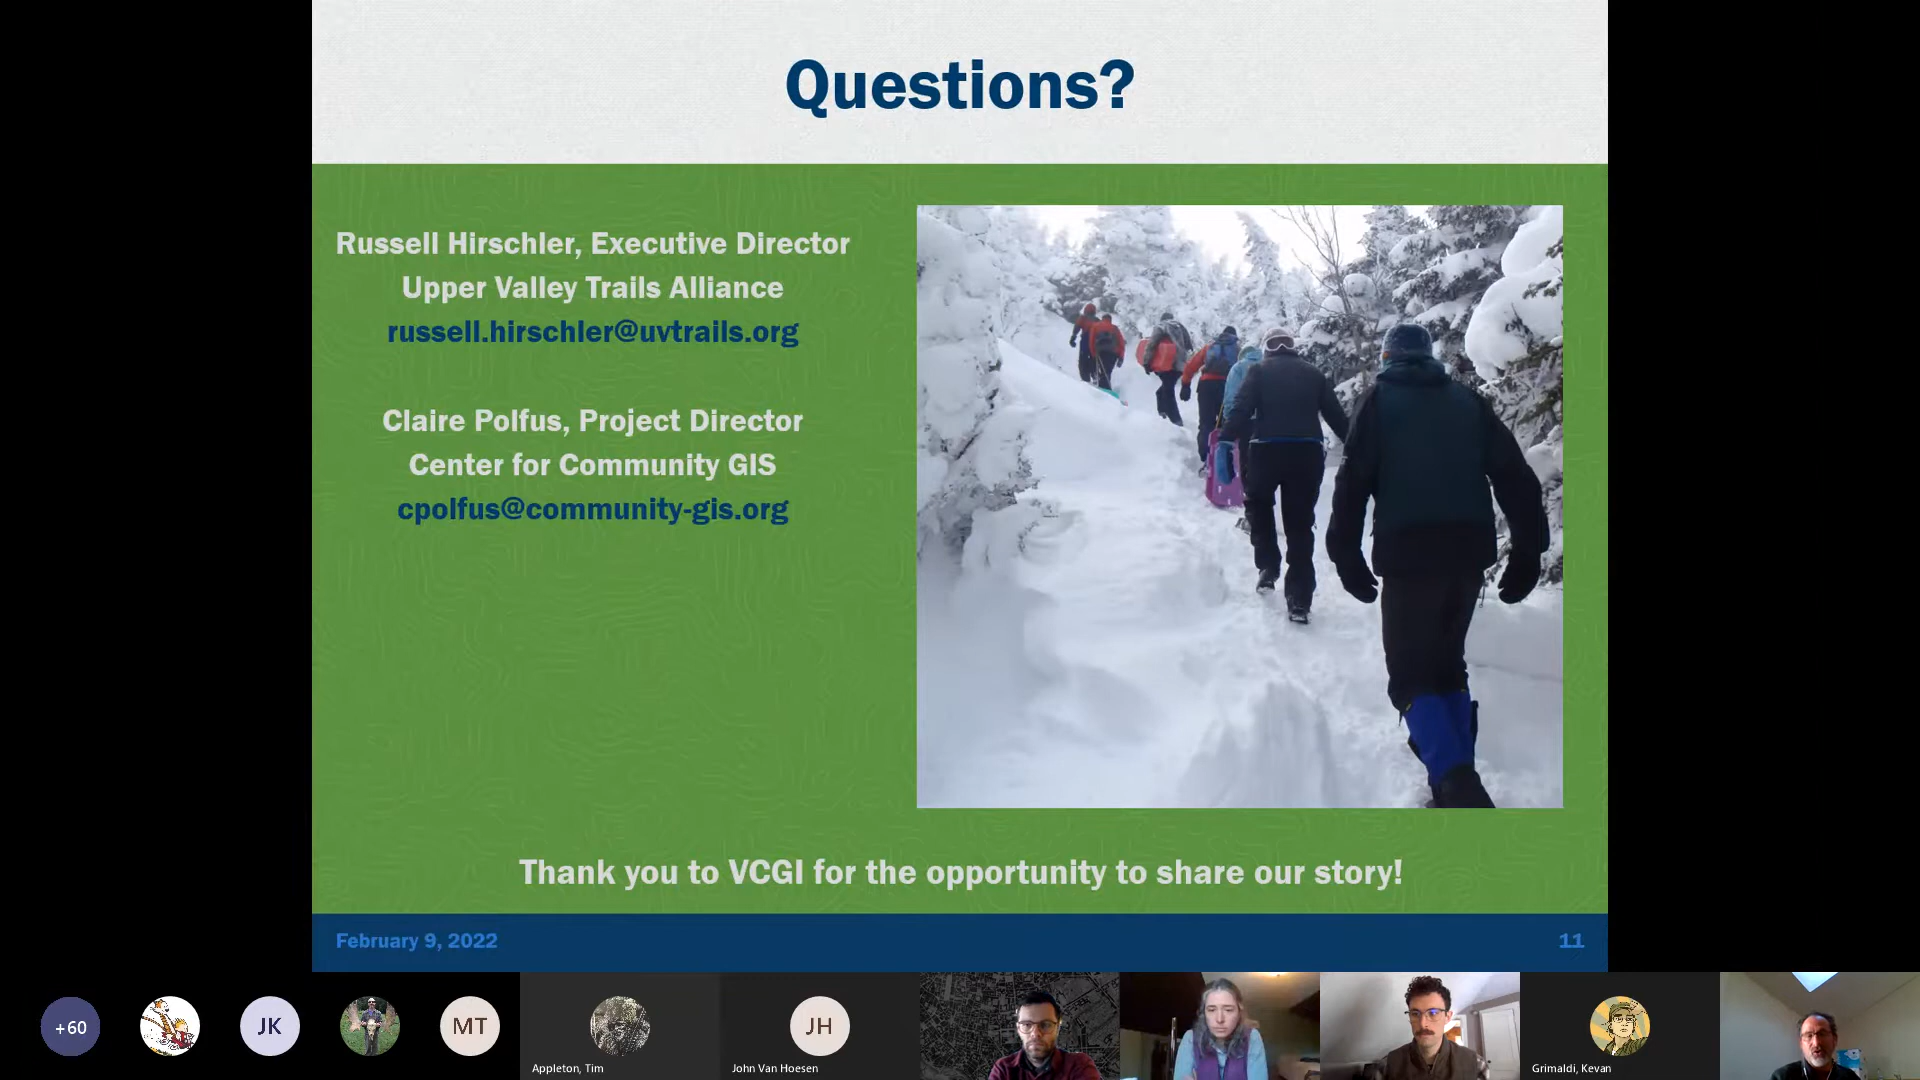 Questions?
Russell Hirschler, Executive Director
Upper Valley Trails Alliance
russell.hirschler@uvtrails.org
Claire Polfus, Project Director
Center for Community GIS
cpolfus@community-gis.org
Thank you to VCGI for the opportunity to share our story!
February 9, 2022
11
+60
JK
MT
Appleton, Tim
JH
John Van Hoesen
Grimaldi, Kevan